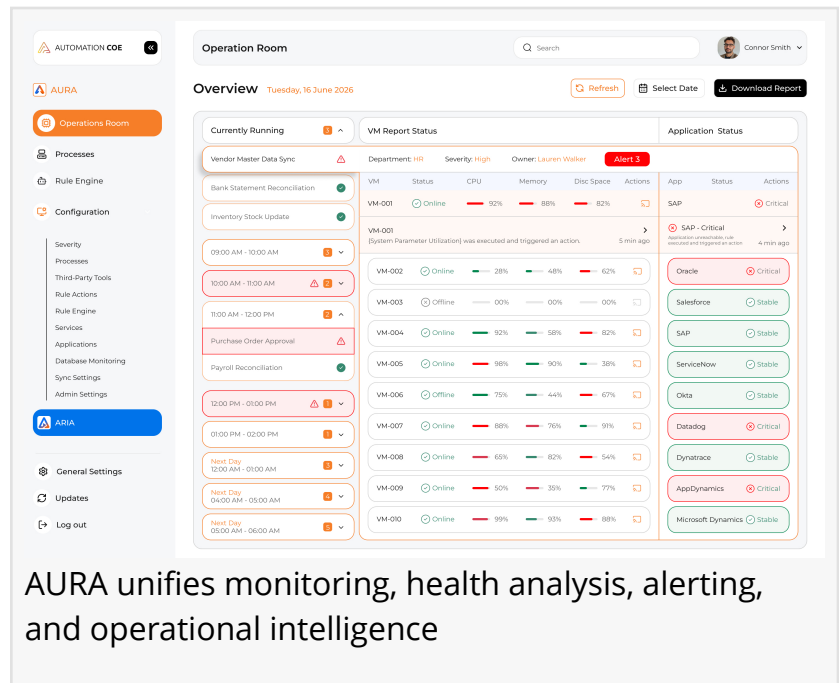 AUTOMATION COE
Operation Room
Search
Connor Smith
AURA
Overview Tuesday, 16 June 2026
Refresh
Select Date
Download Report
Operations Room
Processes
Rule Engine
Configuration
Severity
Processes
Third-Party Tools
Rule Actions
Rule Engine
Services
Applications
Database Monitoring
Sync Settings
Admin Settings
ARIA
General Settings
Updates
Log out
Currently Running 3
Vendor Master Data Sync
Bank Statement Reconciliation
Inventory Stock Update
09:00 AM - 10:00 AM 3
10:00 AM - 11:00 AM 2
11:00 AM - 12:00 PM 2
Purchase Order Approval
Payroll Reconciliation
12:00 PM - 01:00 PM 1
01:00 PM - 02:00 PM 1
Next Day
12:00 AM - 01:00 AM 3
Next Day
04:00 AM - 05:00 AM 4
Next Day
05:00 AM - 06:00 AM 5
VM Report Status
Department: HR Severity: High Owner: Lauren Walker Alert 3
VM Status CPU Memory Disc Space Actions
VM-001 Online 92% 88% 82%
VM-001
(System Parameter Utilization) was executed and triggered an action. 5 min ago
VM-002 Online 28% 48% 62%
VM-003 Offline 00% 00% 00%
VM-004 Online 92% 58% 82%
VM-005 Online 98% 90% 38%
VM-006 Offline 75% 44% 67%
VM-007 Online 88% 76% 91%
VM-008 Online 65% 82% 54%
VM-009 Online 50% 35% 77%
VM-010 Online 99% 93% 88%
Application Status
App Status Actions
SAP Critical
SAP - Critical
Application unreachable, rule
executed and triggered an action 4 min ago
Oracle Critical
Salesforce Stable
SAP Stable
ServiceNow Stable
Okta Stable
Datadog Critical
Dynatrace Stable
AppDynamics Critical
Microsoft Dynamics Stable
AURA unifies monitoring, health analysis, alerting,
and operational intelligence